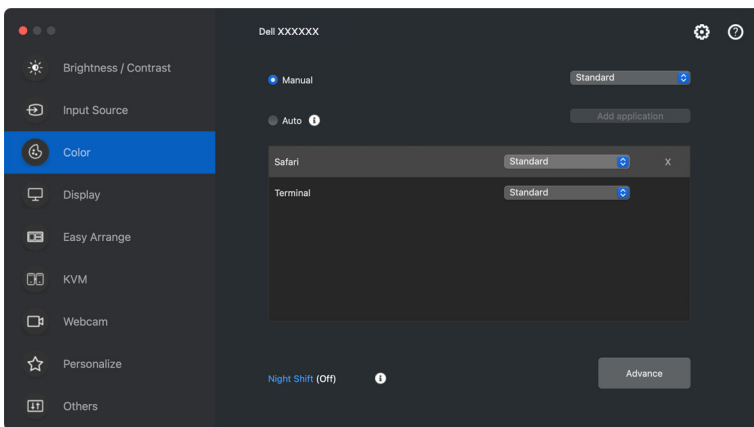 Dell XXXXXX
Brightness / Contrast
Input Source
Color
Display
Easy Arrange
KVM
Webcam
Personalize
Others
Manual
Standard
Auto
Add application
Safari
Standard
X
Terminal
Standard
Night Shift (Off)
Advance